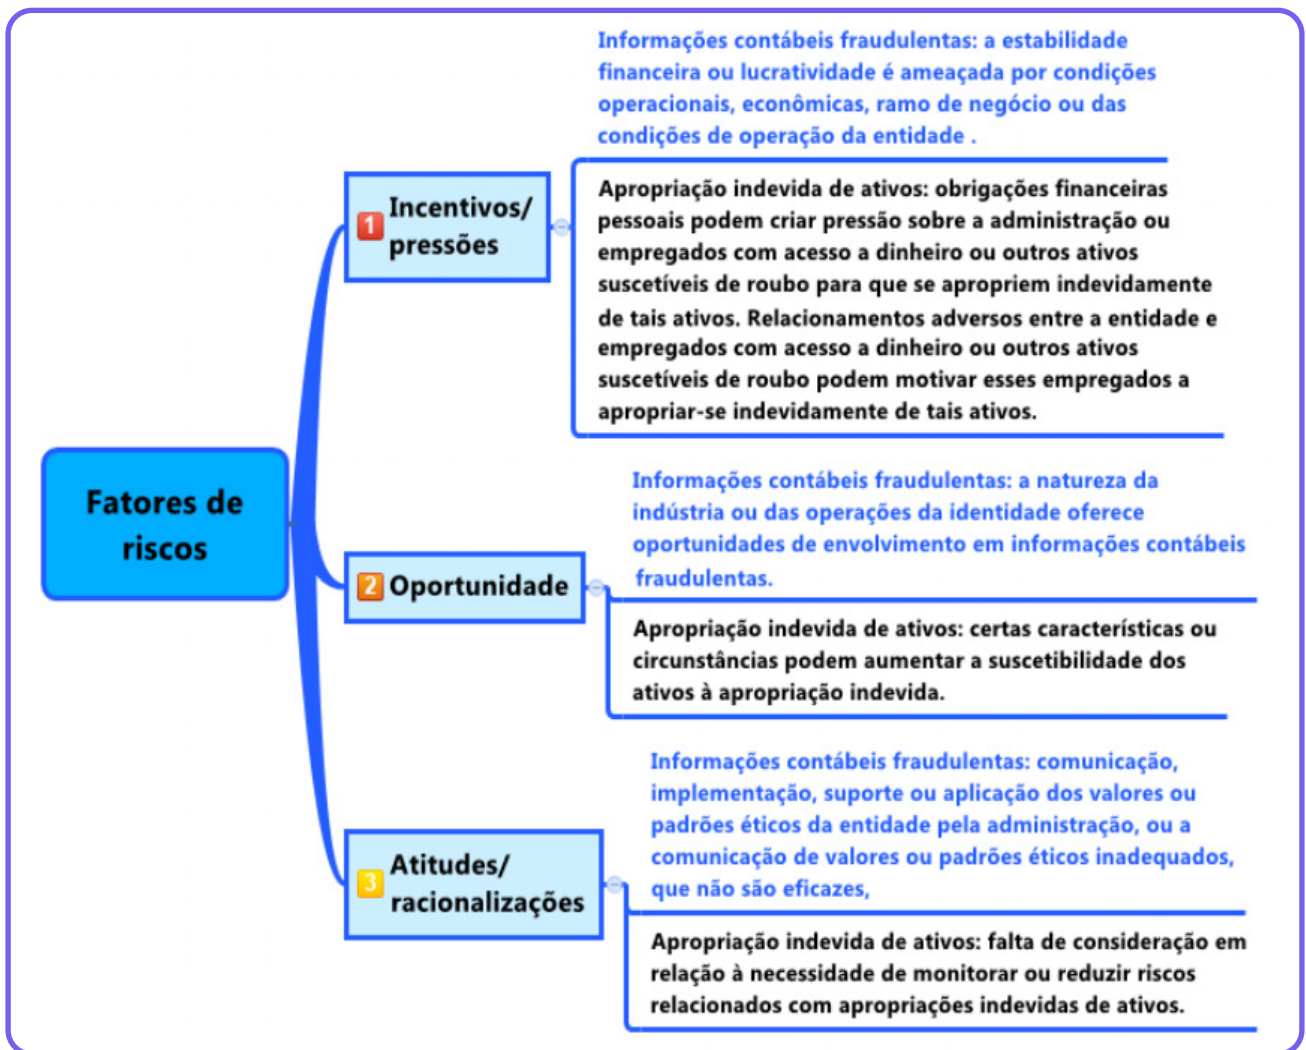 Fatores de
riscos
1 Incentivos/
pressões
Informações contábeis fraudulentas: a estabilidade
financeira ou lucratividade é ameaçada por condições
operacionais, econômicas, ramo de negócio ou das
condições de operação da entidade .
Apropriação indevida de ativos: obrigações financeiras
pessoais podem criar pressão sobre a administração ou
empregados com acesso a dinheiro ou outros ativos
suscetíveis de roubo para que se apropriem indevidamente
de tais ativos. Relacionamentos adversos entre a entidade e
empregados com acesso a dinheiro ou outros ativos
suscetíveis de roubo podem motivar esses empregados a
apropriar-se indevidamente de tais ativos.
2 Oportunidade
Informações contábeis fraudulentas: a natureza da
indústria ou das operações da identidade oferece
oportunidades de envolvimento em informações contábeis
fraudulentas.
Apropriação indevida de ativos: certas características ou
circunstâncias podem aumentar a suscetibilidade dos
ativos à apropriação indevida.
3 Atitudes/
racionalizações
Informações contábeis fraudulentas: comunicação,
implementação, suporte ou aplicação dos valores ou
padrões éticos da entidade pela administração, ou a
comunicação de valores ou padrões éticos inadequados,
que não são eficazes,
Apropriação indevida de ativos: falta de consideração em
relação à necessidade de monitorar ou reduzir riscos
relacionados com apropriações indevidas de ativos.